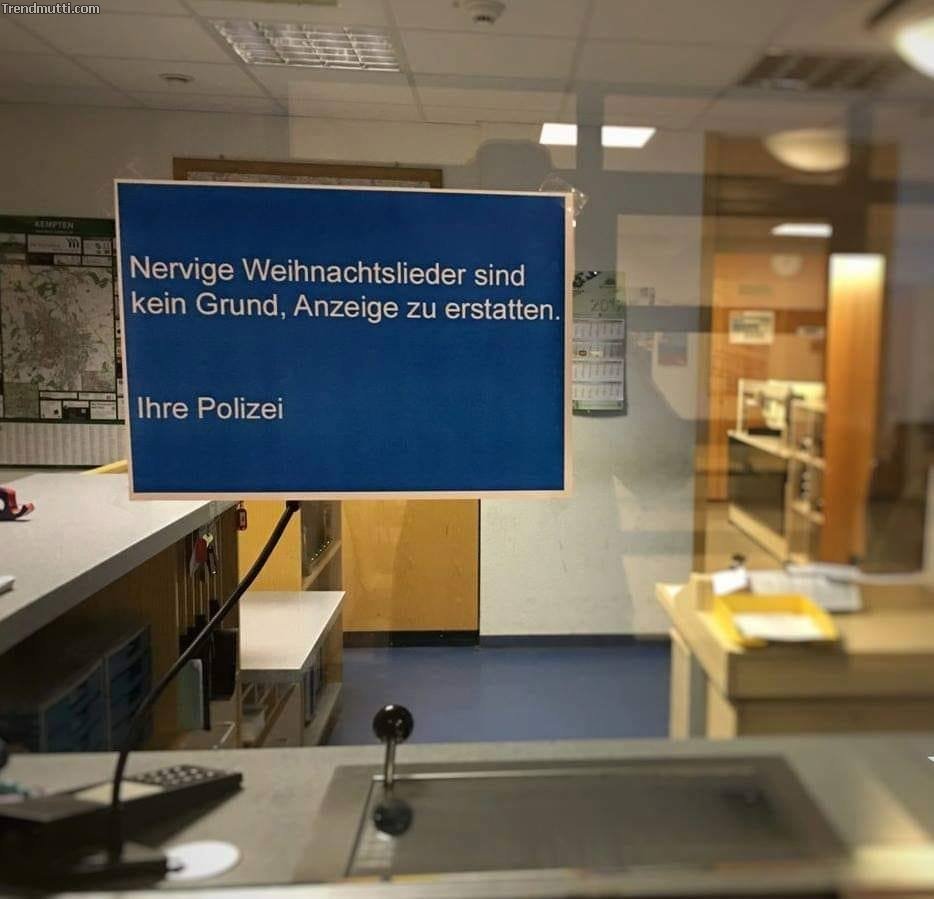 Trendmutti.com
KEMPTEN
Nervige Weihnachtslieder sind
kein Grund, Anzeige zu erstatten.
Ihre Polizei